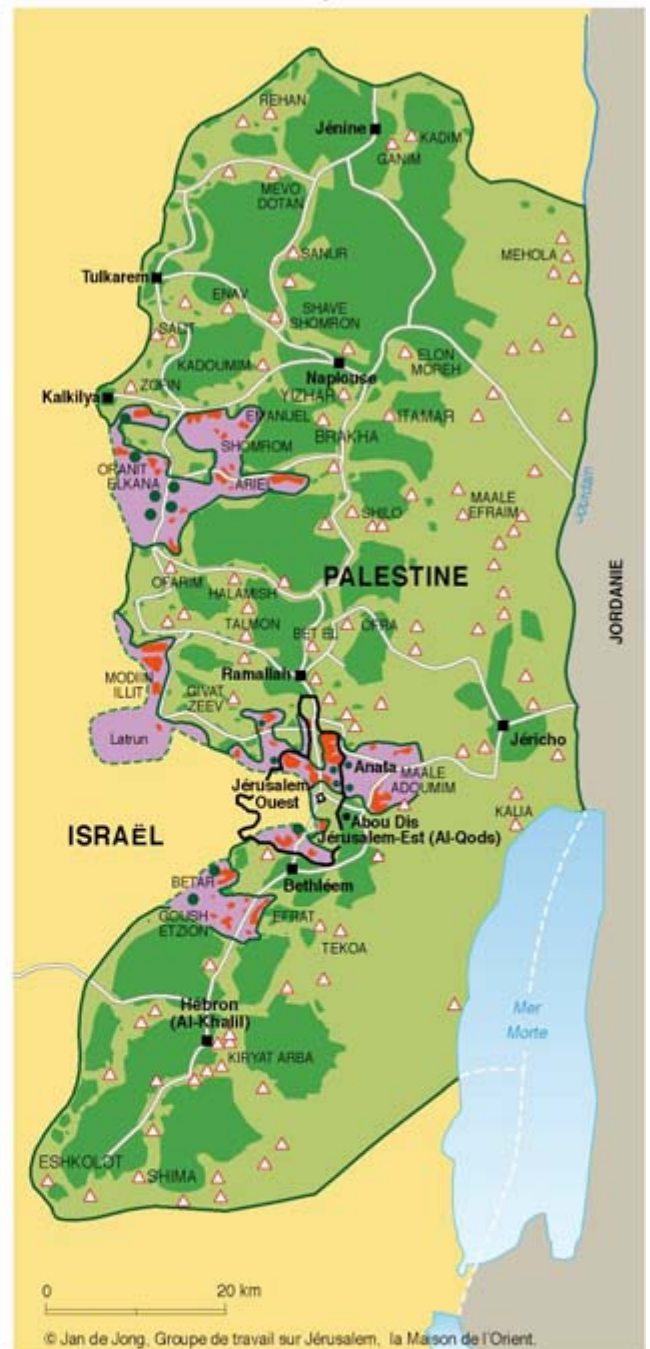 REHAN
Jénine
KADIM
GANIM
MEVO
DOTAN
SANUR
MEHOLA
Tulkarem
ENAV
SHAVE
SHOMRON
SALIT
KADOUMIM
ELON
MOREH
Naplouse
ZOFIN
YIZHAR
Kalkilya
EMANUEL
ITAMAR
BRAKHA
SHOMROM
ORANIT
ELKANA
ARIEL
MAALE
EFRAIM
SHILO
Jourdain
PALESTINE
JORDANIE
OFARIM
HALAMISH
TALMON
BET EL
OFRA
Ramallah
MODIIN
ILLIT
GIVAT
ZEEV
Latrun
Jéricho
Anata
MAALE
ADOUMIM
Jérusalem
Ouest
KALIA
Abou Dis
Jérusalem-Est (Al-Qods)
ISRAËL
Bethléem
BETAR
GOUSH
ETZION
EFRAT
TEKOA
Mer
Morte
Hébron
(Al-Khalil)
KIRYAT ARBA
ESHKOLOT
SHIMA
0 20 km
© Jan de Jong, Groupe de travail sur Jérusalem, la Maison de l'Orient.